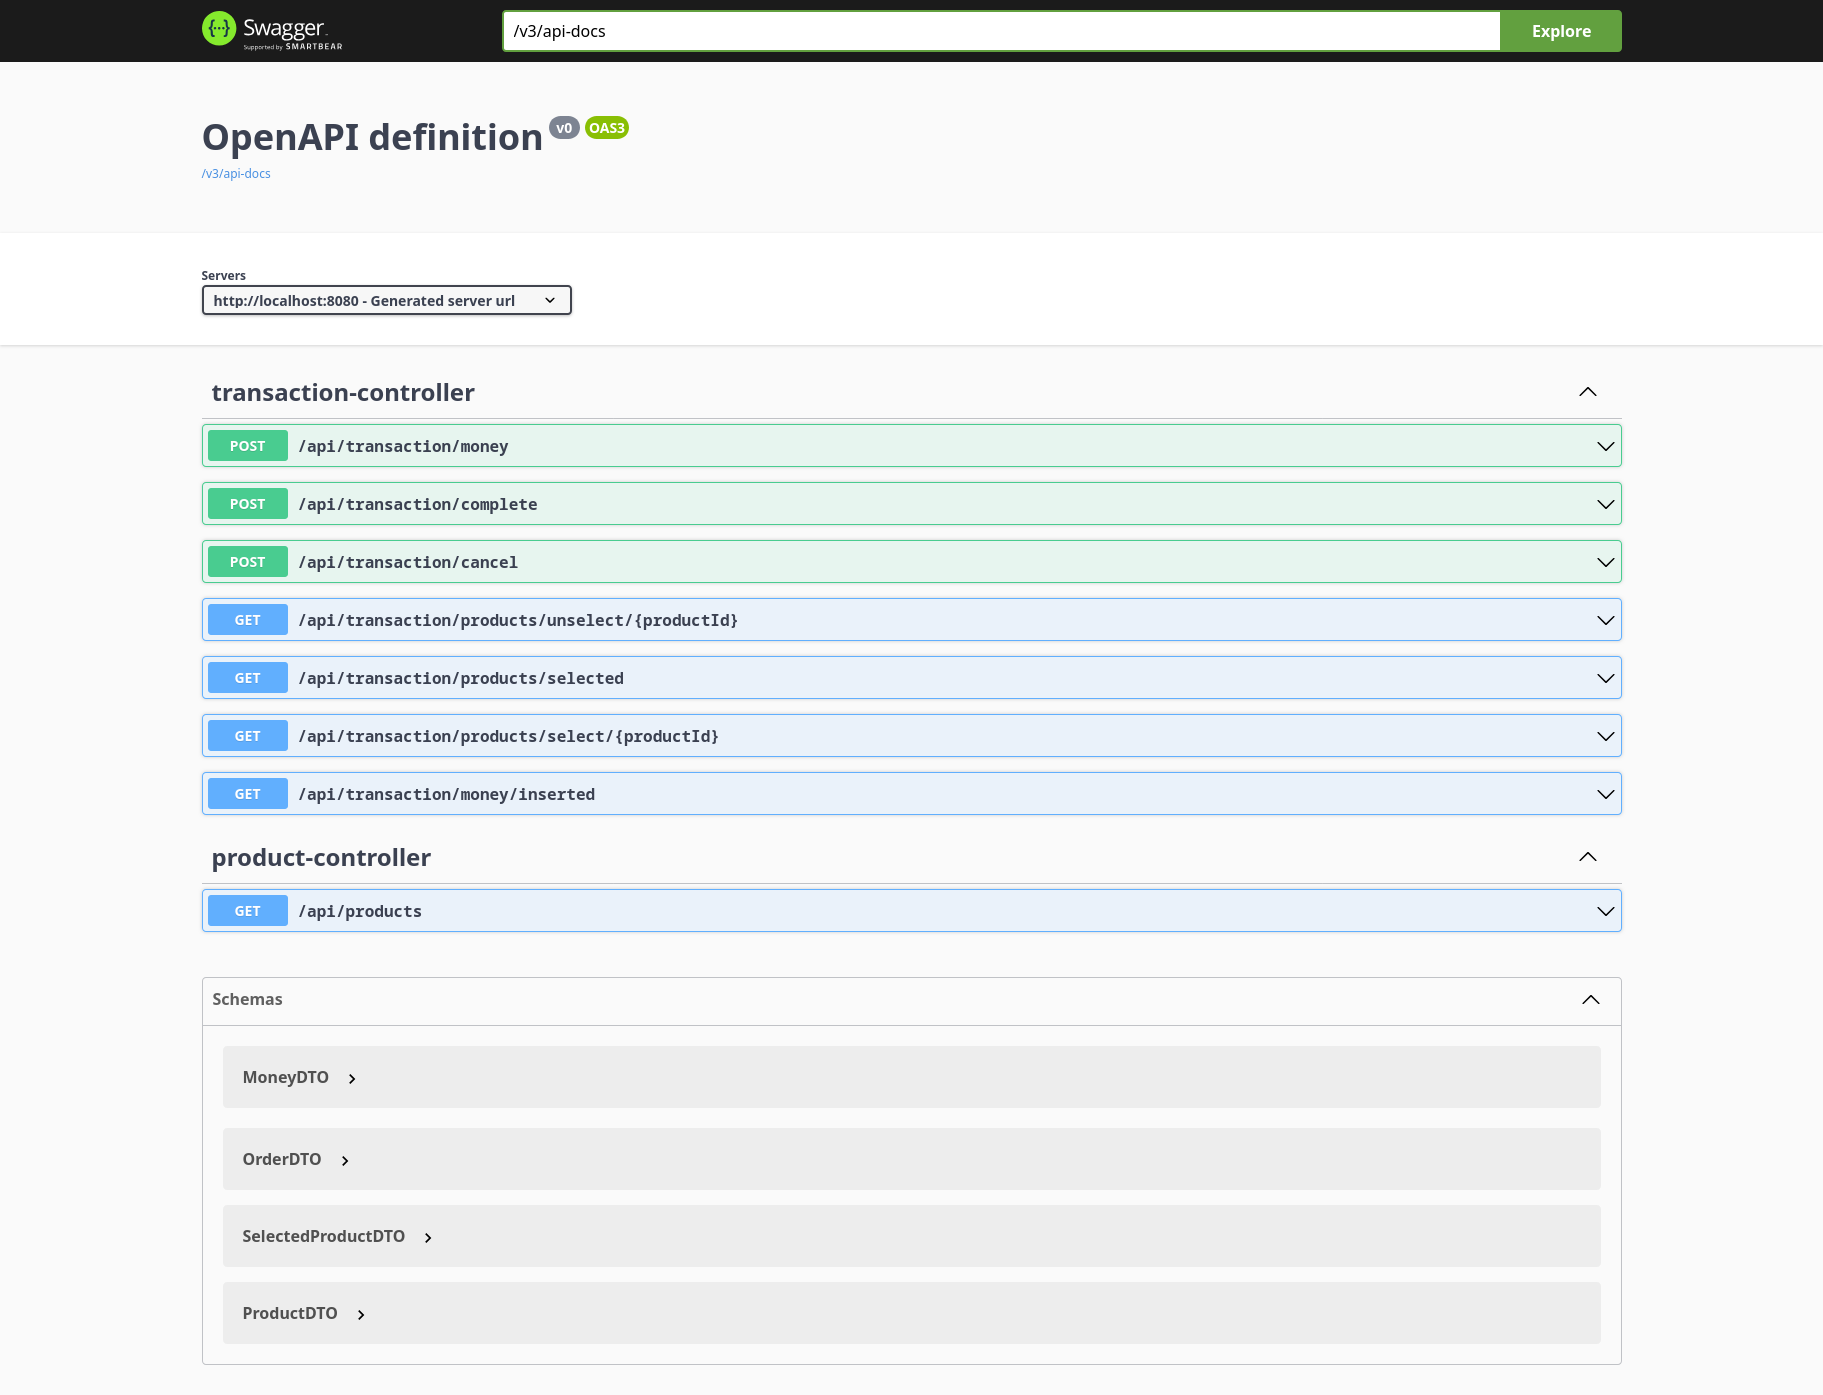 Swagger
Supported by SMARTBEAR
/v3/api-docs
Explore
OpenAPI definition v0 OAS3
/v3/api-docs
Servers
http://localhost:8080 - Generated server url
transaction-controller
POST /api/transaction/money
POST /api/transaction/complete
POST /api/transaction/cancel
GET /api/transaction/products/unselect/{productId}
GET /api/transaction/products/selected
GET /api/transaction/products/select/{productId}
GET /api/transaction/money/inserted
product-controller
GET /api/products
Schemas
MoneyDTO
OrderDTO
SelectedProductDTO
ProductDTO